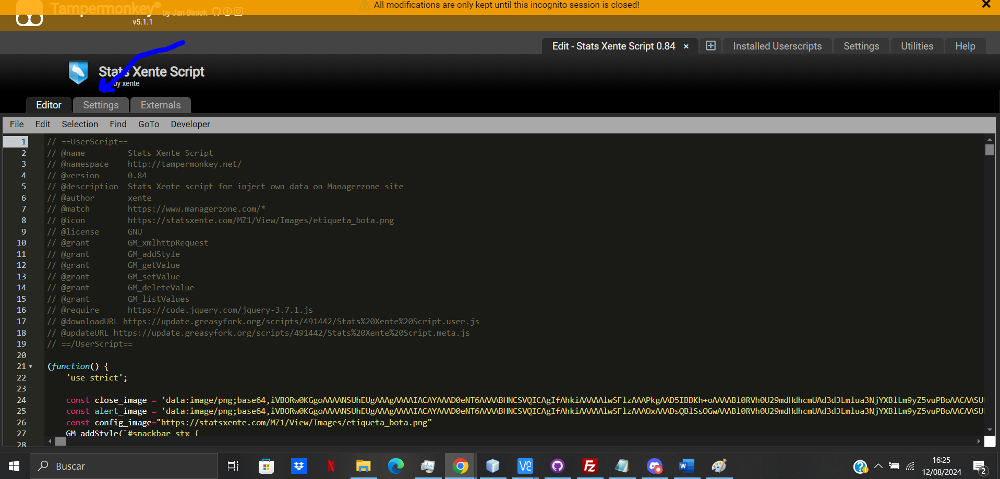 All modifications are only kept until this incognito session is closed!
Tampermonkey® by Jan Biniok
v5.1.1
Edit - Stats Xente Script 0.84 × Installed Userscripts Settings Utilities Help
Stats Xente Script
by xente
Editor Settings Externals
File Edit Selection Find GoTo Developer
1 // ==UserScript==
2 // @name Stats Xente Script
3 // @namespace http://tampermonkey.net/
4 // @version 0.84
5 // @description Stats Xente script for inject own data on Managerzone site
6 // @author xente
7 // @match https://www.managerzone.com/*
8 // @icon https://statsxente.com/MZ1/View/Images/etiqueta_bota.png
9 // @license GNU
10 // @grant GM_xmlhttpRequest
11 // @grant GM_addStyle
12 // @grant GM_getValue
13 // @grant GM_setValue
14 // @grant GM_deleteValue
15 // @grant GM_listValues
16 // @require https://code.jquery.com/jquery-3.7.1.js
17 // @downloadURL https://update.greasyfork.org/scripts/491442/Stats%20Xente%20Script.user.js
18 // @updateURL https://update.greasyfork.org/scripts/491442/Stats%20Xente%20Script.meta.js
19 // ==/UserScript==
20
21 (function() {
22 'use strict';
23
24 const close_image = 'data:image/png;base64,
25 const alert_image = 'data:image/png;base64,
26 const config_image="https://statsxente.com/MZ1/View/Images/etiqueta_bota.png"
27 GM_addStyle(`#snackbar_stx {
28
Buscar
16:25
12/08/2024
2